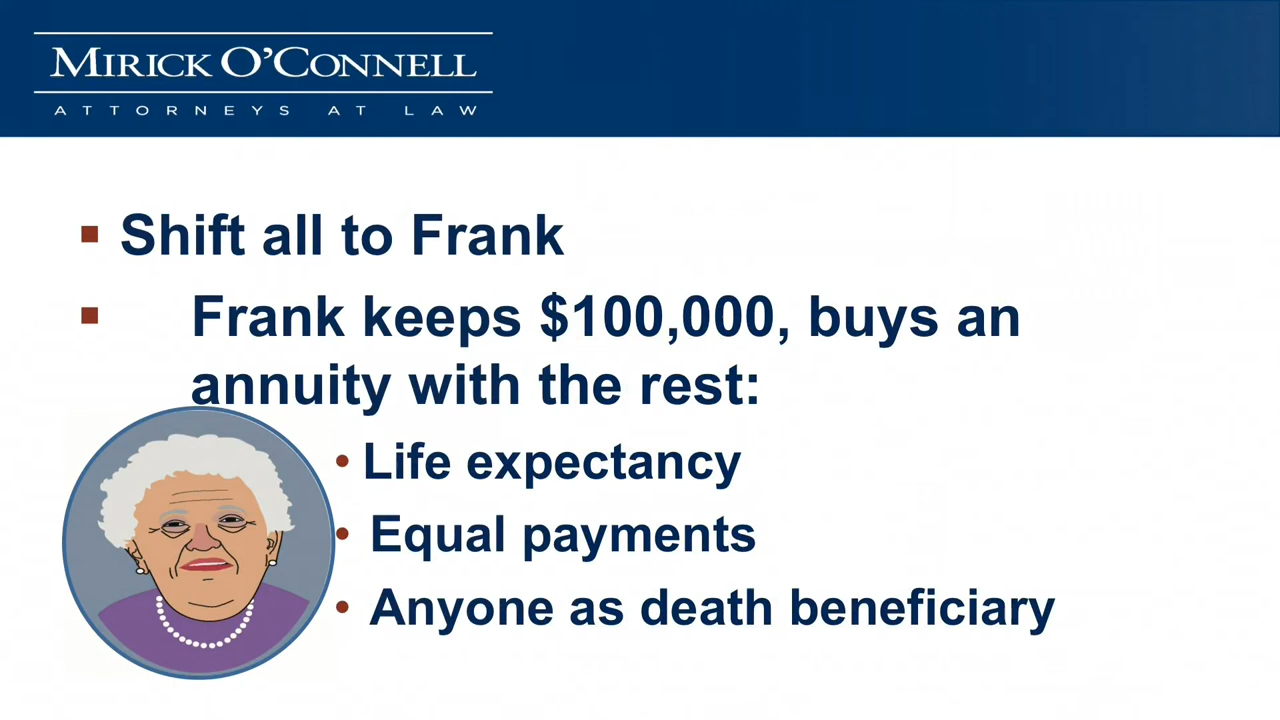 MIRICK O'CONNELL
ATTORNEYS AT LAW
▪ Shift all to Frank
▪ Frank keeps $100,000, buys an
annuity with the rest:
• Life expectancy
• Equal payments
• Anyone as death beneficiary